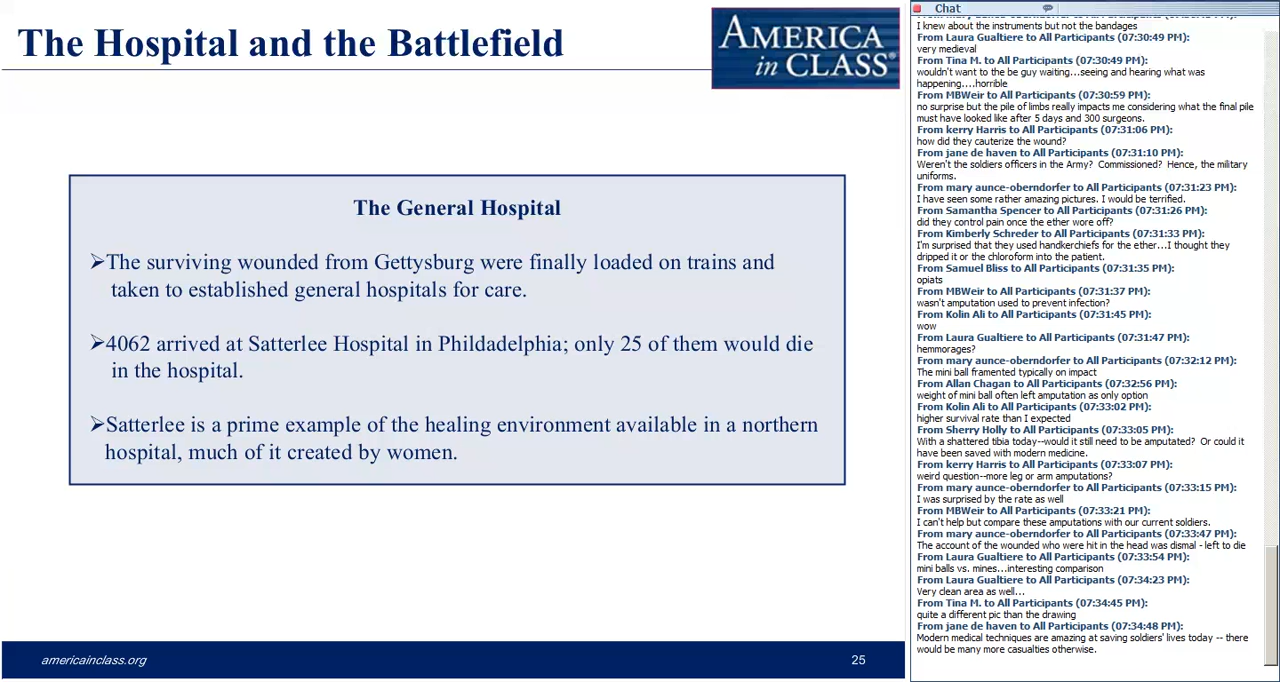 The Hospital and the Battlefield
AMERICA
in CLASS®
The General Hospital
➢The surviving wounded from Gettysburg were finally loaded on trains and
taken to established general hospitals for care.
➢4062 arrived at Satterlee Hospital in Phildadelphia; only 25 of them would die
in the hospital.
➢Satterlee is a prime example of the healing environment available in a northern
hospital, much of it created by women.
americainclass.org
25
Chat
I knew about the instruments but not the bandages
From Laura Gualtiere to All Participants (07:30:49 PM):
very medieval
From Tina M. to All Participants (07:30:49 PM):
wouldn't want to the be guy waiting...seeing and hearing what was
happening....horrible
From MBWeir to All Participants (07:30:59 PM):
no surprise but the pile of limbs really impacts me considering what the final pile
must have looked like after 5 days and 300 surgeons.
From kerry Harris to All Participants (07:31:06 PM):
how did they cauterize the wound?
From jane de haven to All Participants (07:31:10 PM):
Weren't the soldiers officers in the Army? Commissioned? Hence, the military
uniforms.
From mary aunce-oberndorfer to All Participants (07:31:23 PM):
I have seen some rather amazing pictures. I would be terrified.
From Samantha Spencer to All Participants (07:31:26 PM):
did they control pain once the ether wore off?
From Kimberly Schreder to All Participants (07:31:33 PM):
I'm surprised that they used handkerchiefs for the ether...I thought they
dripped it or the chloroform into the patient.
From Samuel Bliss to All Participants (07:31:35 PM):
opiats
From MBWeir to All Participants (07:31:37 PM):
wasn't amputation used to prevent infection?
From Kolin Ali to All Participants (07:31:45 PM):
wow
From Laura Gualtiere to All Participants (07:31:47 PM):
hemmorages?
From mary aunce-oberndorfer to All Participants (07:32:12 PM):
The mini ball framented typically on impact
From Allan Chagan to All Participants (07:32:56 PM):
weight of mini ball often left amputation as only option
From Kolin Ali to All Participants (07:33:02 PM):
higher survival rate than I expected
From Sherry Holly to All Participants (07:33:05 PM):
With a shattered tibia today--would it still need to be amputated? Or could it
have been saved with modern medicine.
From kerry Harris to All Participants (07:33:07 PM):
weird question--more leg or arm amputations?
From mary aunce-oberndorfer to All Participants (07:33:15 PM):
I was surprised by the rate as well
From MBWeir to All Participants (07:33:21 PM):
I can't help but compare these amputations with our current soldiers.
From mary aunce-oberndorfer to All Participants (07:33:47 PM):
The account of the wounded who were hit in the head was dismal - left to die
From Laura Gualtiere to All Participants (07:33:54 PM):
mini balls vs. mines...interesting comparison
From Laura Gualtiere to All Participants (07:34:23 PM):
Very clean area as well...
From Tina M. to All Participants (07:34:45 PM):
quite a different pic than the drawing
From jane de haven to All Participants (07:34:48 PM):
Modern medical techniques are amazing at saving soldiers' lives today -- there
would be many more casualties otherwise.